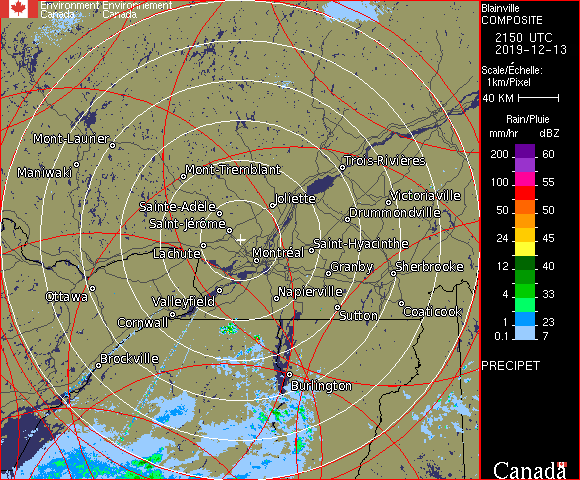 Environment Environnement
Canada Canada
Blainville
COMPOSITE
2150 UTC
2019-12-13
Scale/Échelle:
1km/Pixel
40 KM
Rain/Pluie
mm/hr dBZ
200 60
100 55
50 50
24 45
12 40
4 33
1 23
0.1 7
PRECIPET
Canada
Mont-Laurier
Maniwaki
Mont-Tremblant
Trois-Rivières
Sainte-Adele
Joliette
Victoriaville
Drummondville
Saint-Jérôme
Saint-Hyacinthe
Lachute
Montréal
Granby
Sherbrooke
Ottawa
Valleyfield
Napierville
Cornwall
Sutton
Coaticook
Brockville
Burlington